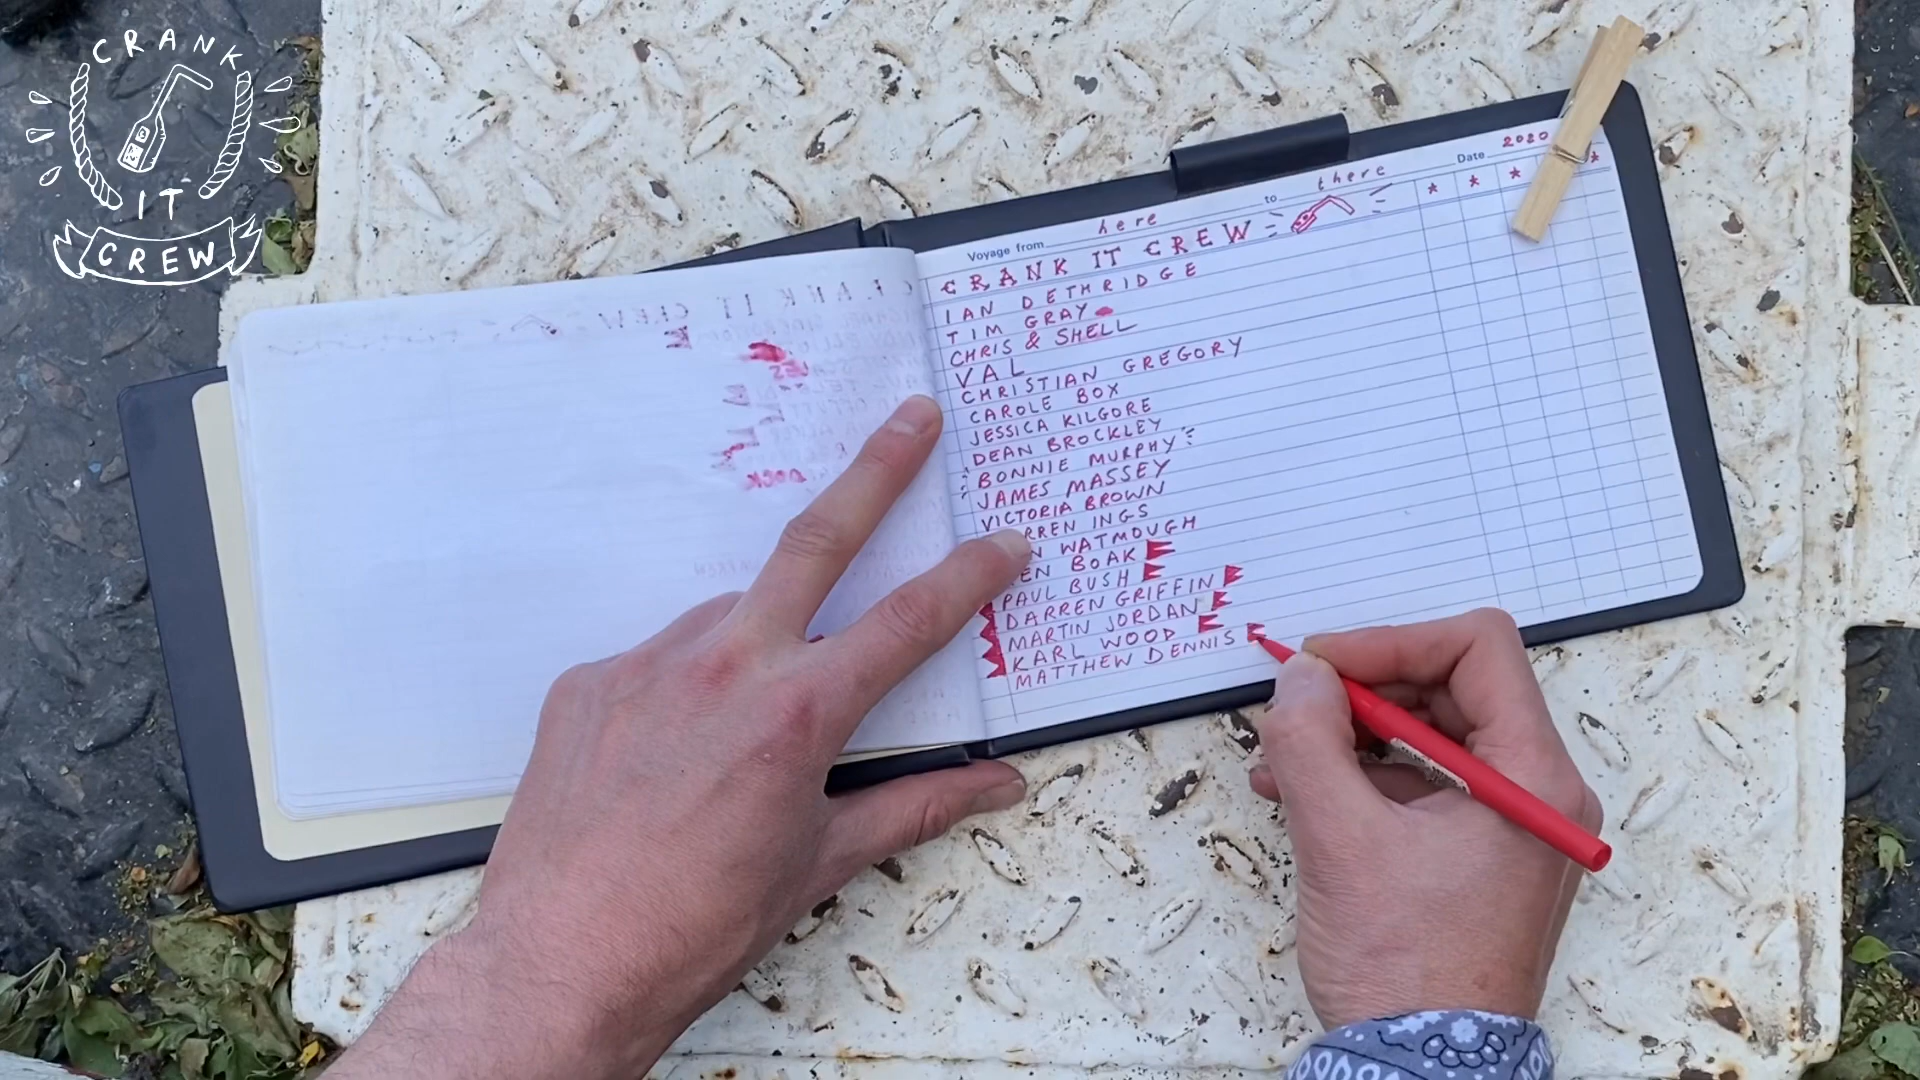 CRANK
IT
CREW
Voyage from here to there Date 2020
CRANK IT CREW
IAN DETHRIDGE
TIM GRAY
CHRIS & SHELL
VAL
CHRISTIAN GREGORY
CAROLE BOX
JESSICA KILGORE
DEAN BROCKLEY
BONNIE MURPHY
JAMES MASSEY
VICTORIA BROWN
INGS
WATMOUGH
BOAK
PAUL BUSH
DARREN GRIFFIN
MARTIN JORDAN
KARL WOOD
MATTHEW DENNIS